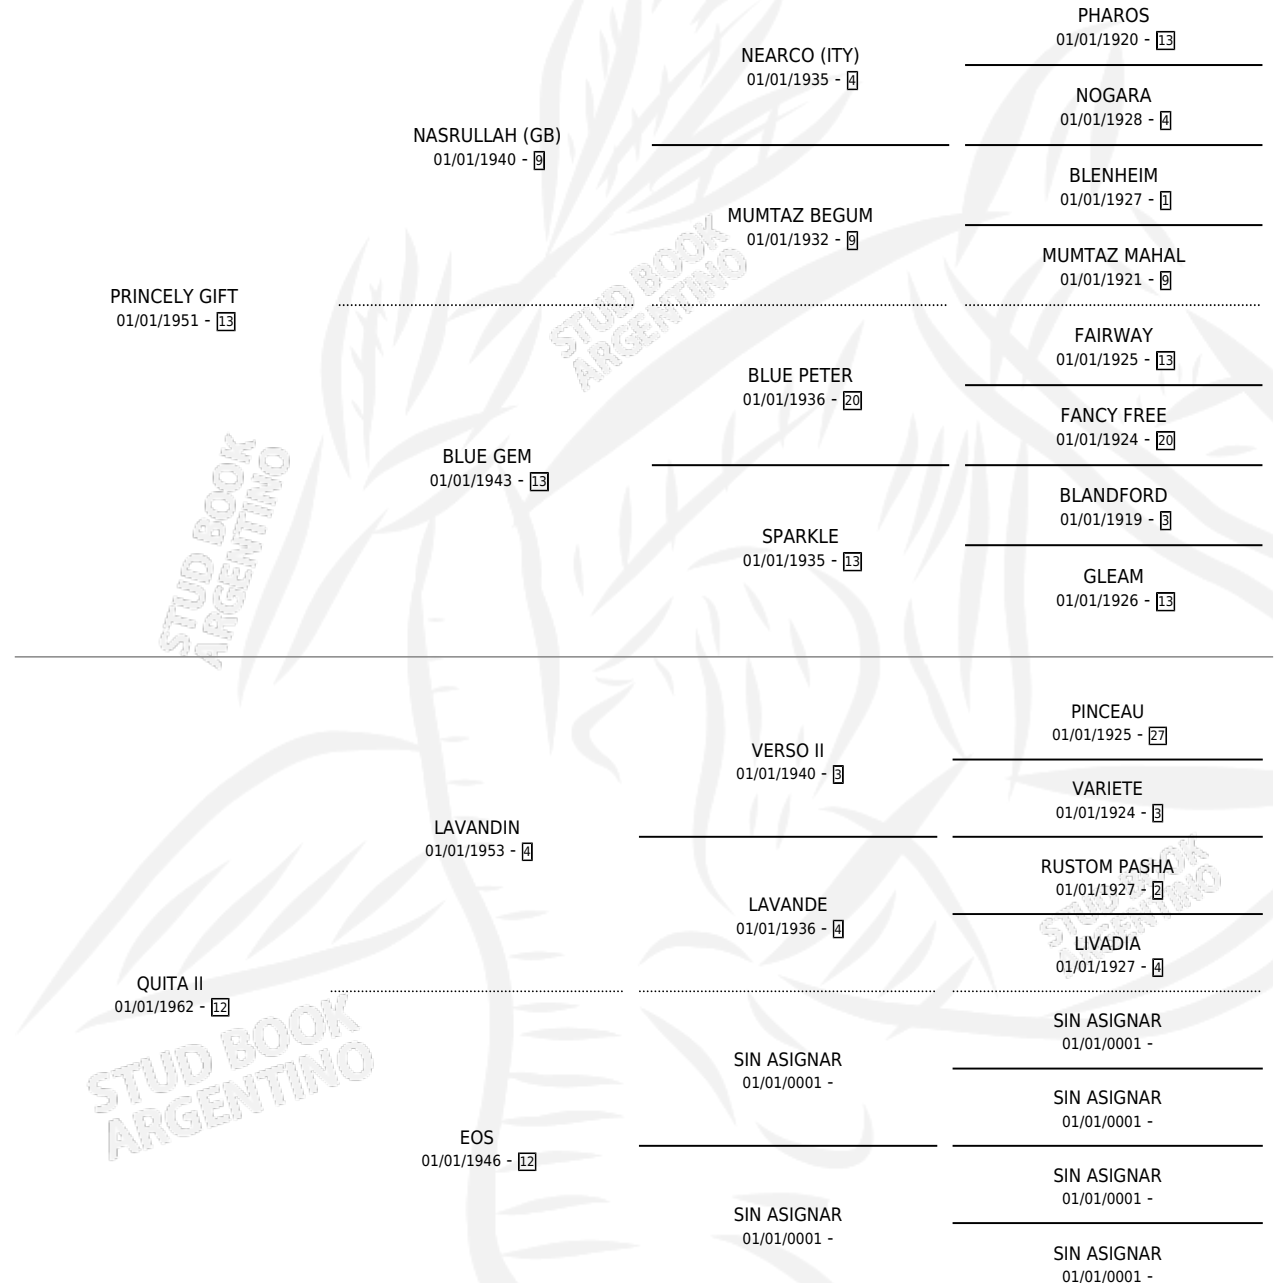 PHAROS
01/01/1920 - 13
NEARCO (ITY)
01/01/1935 - 4
NOGARA
01/01/1928 - 4
NASRULLAH (GB)
01/01/1940 - 9
BLENHEIM
01/01/1927 - 1
MUMTAZ BEGUM
01/01/1932 - 9
MUMTAZ MAHAL
01/01/1921 - 9
PRINCELY GIFT
01/01/1951 - 13
STUD BOOK
ARGENTINO
FAIRWAY
01/01/1925 - 13
BLUE PETER
01/01/1936 - 20
FANCY FREE
01/01/1924 - 20
BLUE GEM
01/01/1943 - 13
BLANDFORD
01/01/1919 - 3
SPARKLE
01/01/1935 - 13
GLEAM
01/01/1926 - 13
STUD BOOK
ARGENTINO
PINCEAU
01/01/1925 - 27
VERSO II
01/01/1940 - 3
VARIETE
01/01/1924 - 3
LAVANDIN
01/01/1953 - 4
RUSTOM PASHA
01/01/1927 - 2
LAVANDE
01/01/1936 - 4
LIVADIA
01/01/1927 - 4
STUD BOOK
ARGENTINO
QUITA II
01/01/1962 - 12
SIN ASIGNAR
01/01/0001 -
SIN ASIGNAR
01/01/0001 -
SIN ASIGNAR
01/01/0001 -
STUD BOOK
ARGENTINO
EOS
01/01/1946 - 12
SIN ASIGNAR
01/01/0001 -
SIN ASIGNAR
01/01/0001 -
SIN ASIGNAR
01/01/0001 -